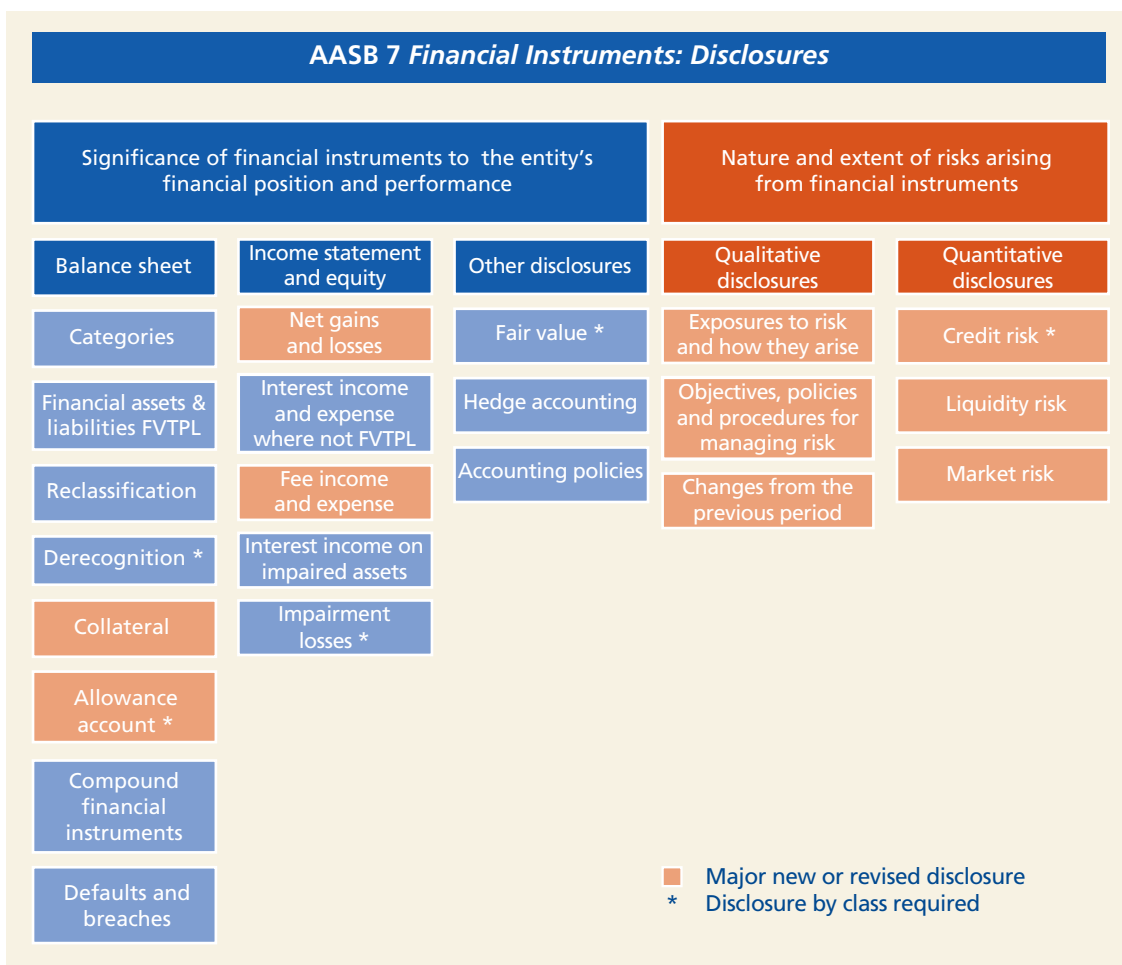 AASB 7 Financial Instruments: Disclosures
Significance of financial instruments to the entity's
financial position and performance
Nature and extent of risks arising
from financial instruments
Balance sheet
Categories
Financial assets &
liabilities FVTPL
Reclassification
Derecognition *
Collateral
Allowance
account *
Compound
financial
instruments
Defaults and
breaches
Income statement
and equity
Net gains
and losses
Interest income
and expense
where not FVTPL
Fee income
and expense
Interest income on
impaired assets
Impairment
losses *
Other disclosures
Fair value *
Hedge accounting
Accounting policies
Qualitative
disclosures
Exposures to risk
and how they arise
Objectives, policies
and procedures for
managing risk
Changes from the
previous period
Quantitative
disclosures
Credit risk *
Liquidity risk
Market risk
Major new or revised disclosure
* Disclosure by class required